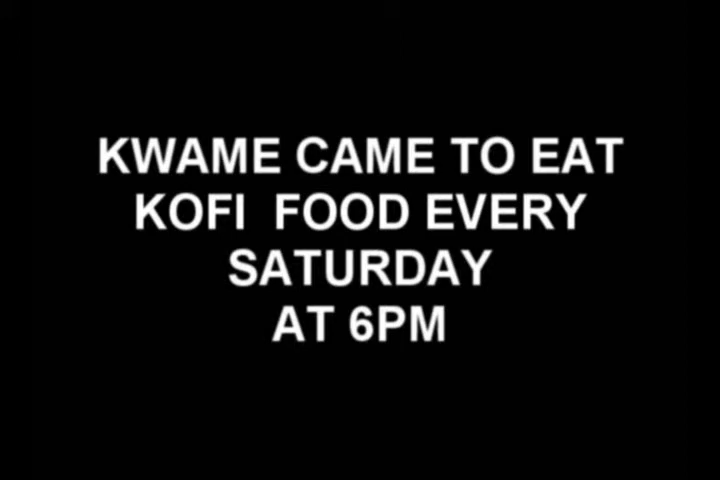 KWAME CAME TO EAT
KOFI  FOOD EVERY
SATURDAY
AT 6PM